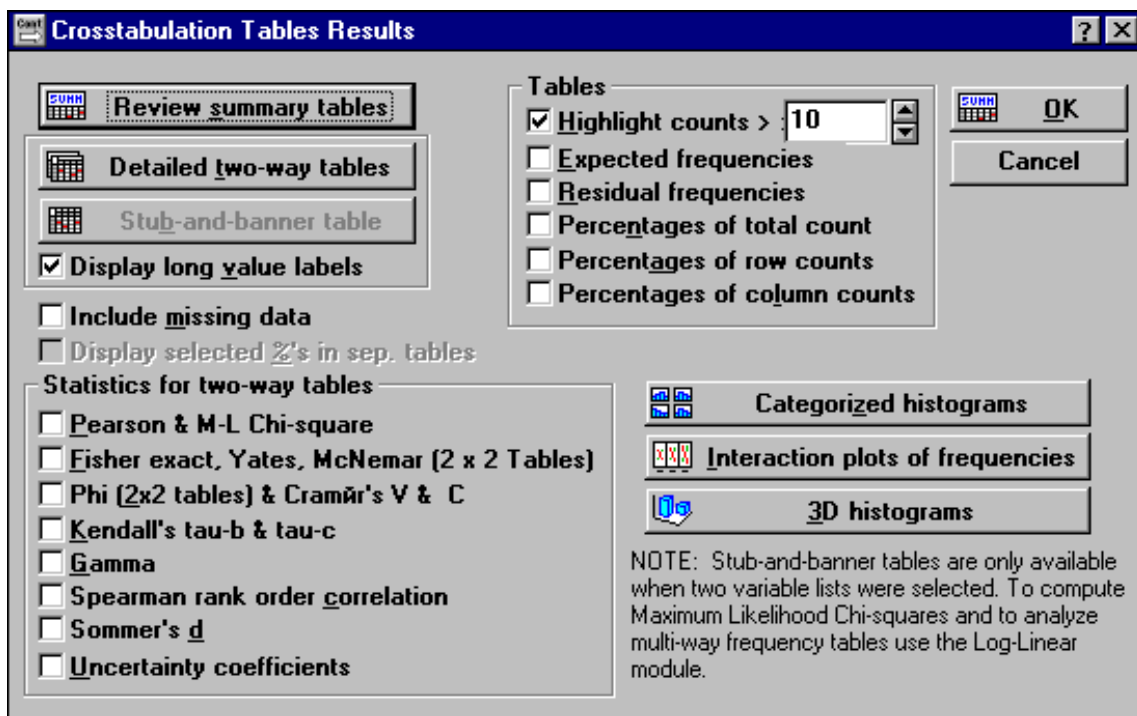 Cont
Crosstabulation Tables Results
SUMM
Review summary tables
Detailed two-way tables
Stub-and-banner table
Display long value labels
Include missing data
Display selected %'s in sep. tables
Tables
Highlight counts > : 10
Expected frequencies
Residual frequencies
Percentages of total count
Percentages of row counts
Percentages of column counts
SUMM
OK
Cancel
Statistics for two-way tables
Pearson & M-L Chi-square
Fisher exact, Yates, McNemar (2 x 2 Tables)
Phi (2x2 tables) & Cramйr's V & C
Kendall's tau-b & tau-c
Gamma
Spearman rank order correlation
Sommer's d
Uncertainty coefficients
Categorized histograms
Interaction plots of frequencies
3D histograms
NOTE: Stub-and-banner tables are only available
when two variable lists were selected. To compute
Maximum Likelihood Chi-squares and to analyze
multi-way frequency tables use the Log-Linear
module.